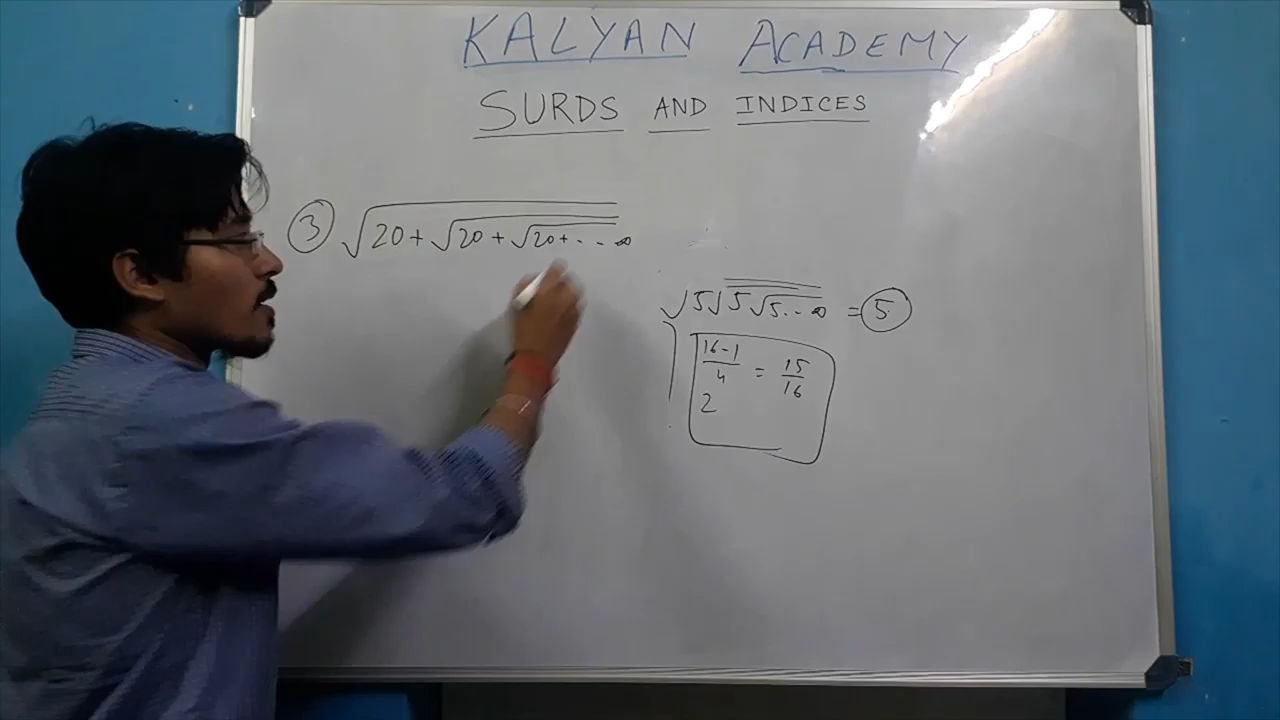 KALYAN ACADEMY
SURDS AND INDICES
③ √20+√20+√20+...∞
√5√5√5...∞ = ⑤
16-1/4 = 15/16
2